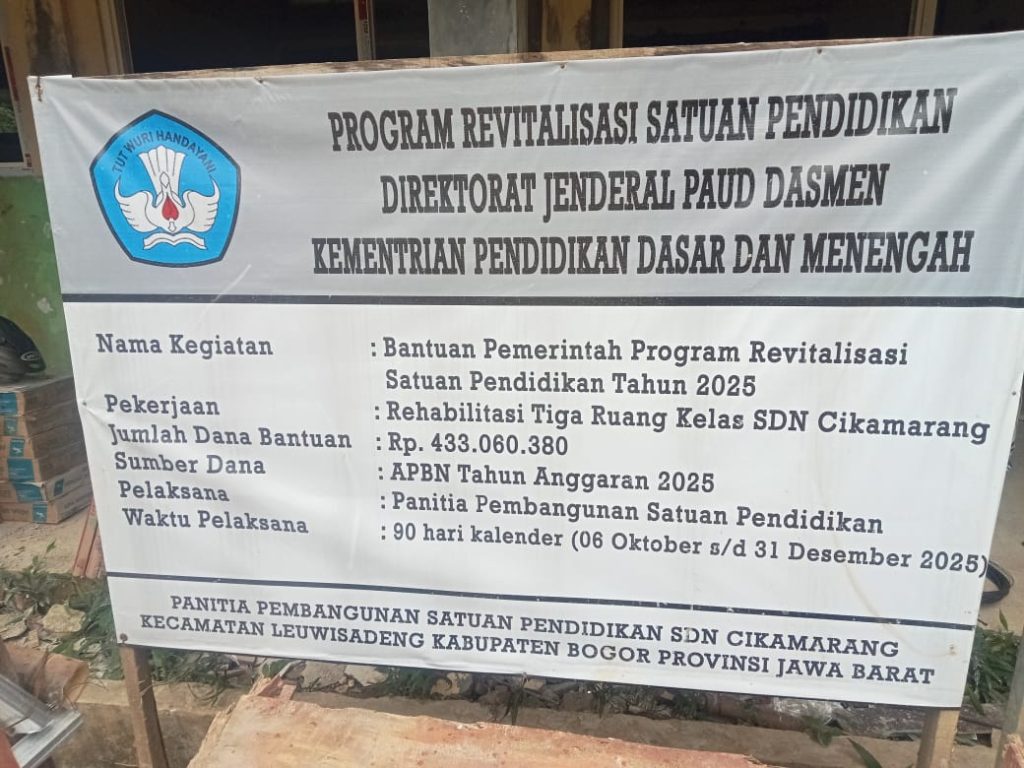 TUT WURI HANDAYANI
PROGRAM REVITALISASI SATUAN PENDIDIKAN
DIREKTORAT JENDERAL PAUD DASMEN
KEMENTRIAN PENDIDIKAN DASAR DAN MENENGAH
Nama Kegiatan : Bantuan Pemerintah Program Revitalisasi
Satuan Pendidikan Tahun 2025
Pekerjaan : Rehabilitasi Tiga Ruang Kelas SDN Cikamarang
Jumlah Dana Bantuan : Rp. 433.060.380
Sumber Dana : APBN Tahun Anggaran 2025
Pelaksana : Panitia Pembangunan Satuan Pendidikan
Waktu Pelaksana : 90 hari kalender (06 Oktober s/d 31 Desember 2025)
PANITIA PEMBANGUNAN SATUAN PENDIDIKAN SDN CIKAMARANG
KECAMATAN LEUWISADENG KABUPATEN BOGOR PROVINSI JAWA BARAT